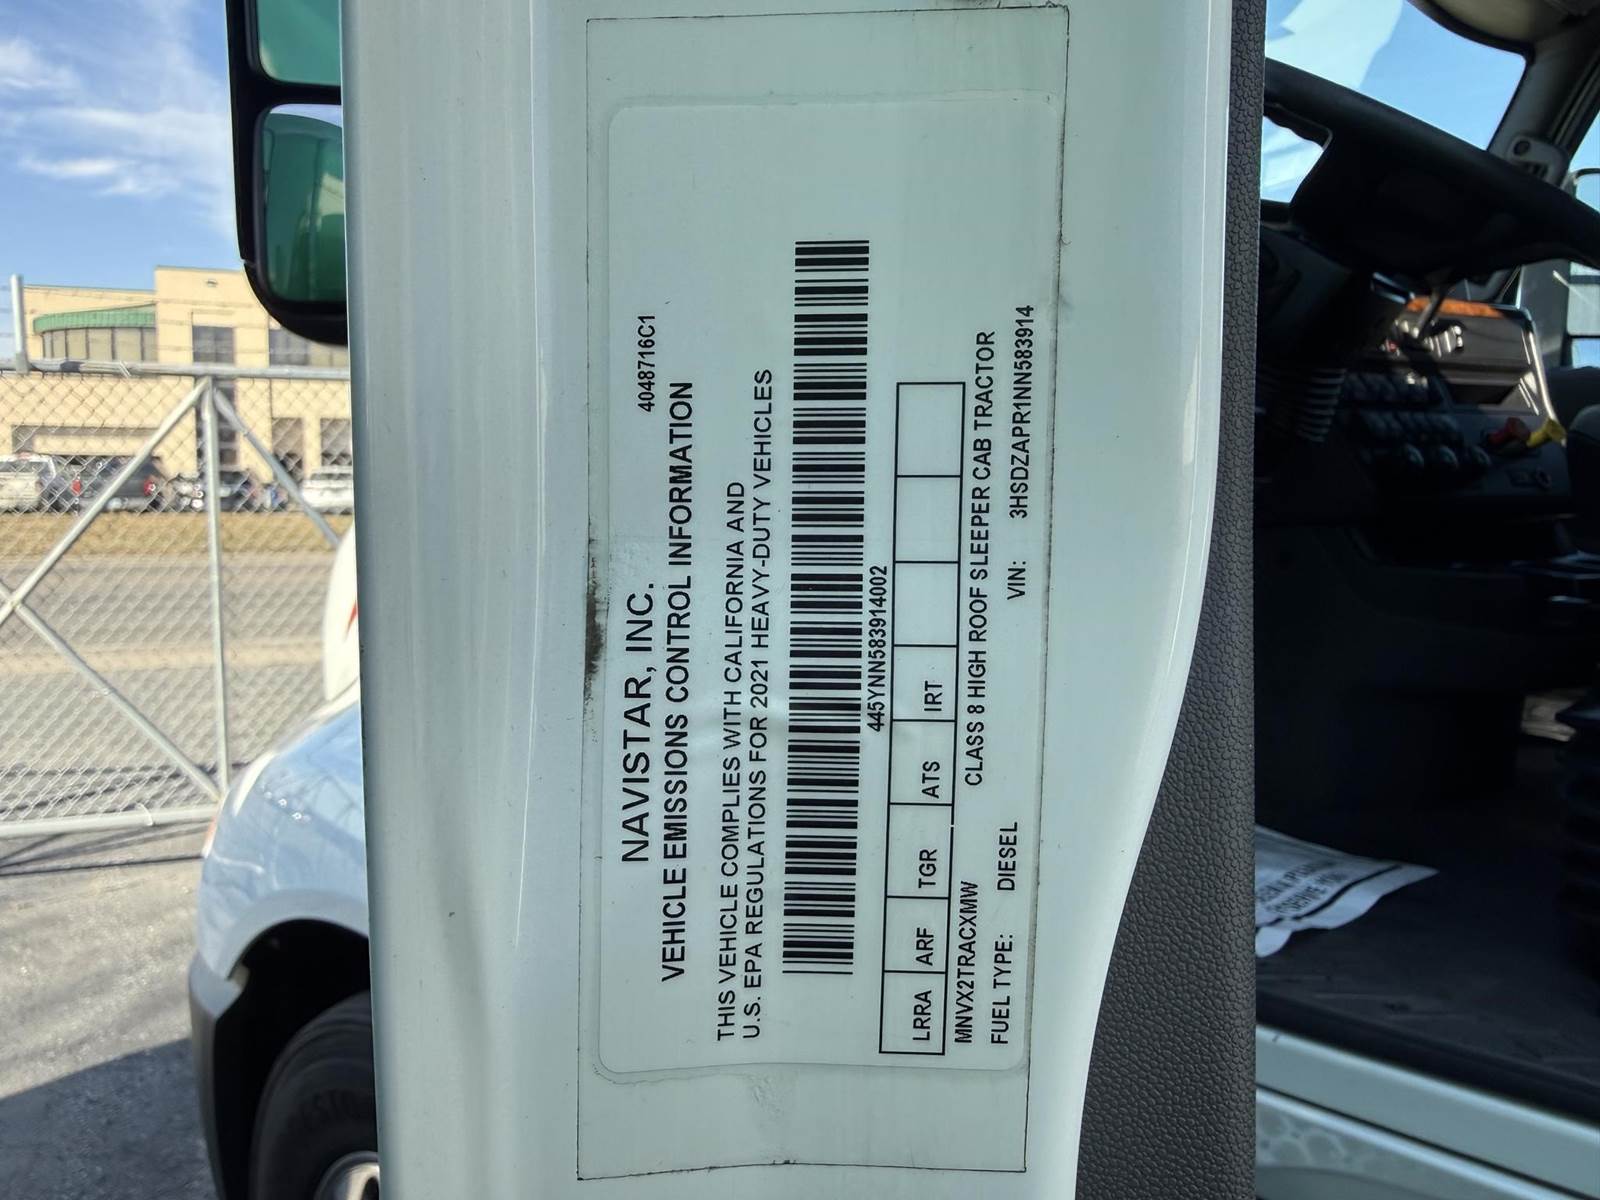 4048716C1
NAVISTAR, INC.
VEHICLE EMISSIONS CONTROL INFORMATION
THIS VEHICLE COMPLIES WITH CALIFORNIA AND
U.S. EPA REGULATIONS FOR 2021 HEAVY-DUTY VEHICLES
445YNN583914002
LRRA ARF TGR ATS IRT
MNVX2TRACXMW CLASS 8 HIGH ROOF SLEEPER CAB TRACTOR
FUEL TYPE: DIESEL VIN: 3HSDZAPR1NN583914